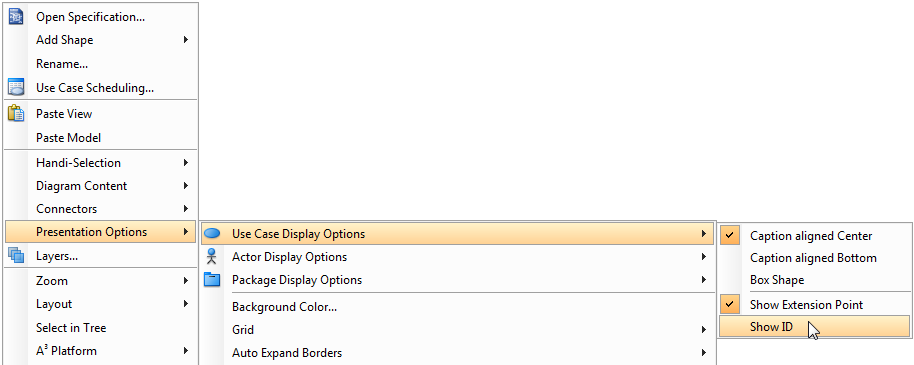 Open Specification...
Add Shape
Rename...
Use Case Scheduling...
Paste View
Paste Model
Handi-Selection
Diagram Content
Connectors
Presentation Options
Layers...
Zoom
Layout
Select in Tree
A³ Platform
Use Case Display Options
Actor Display Options
Package Display Options
Background Color...
Grid
Auto Expand Borders
Caption aligned Center
Caption aligned Bottom
Box Shape
Show Extension Point
Show ID